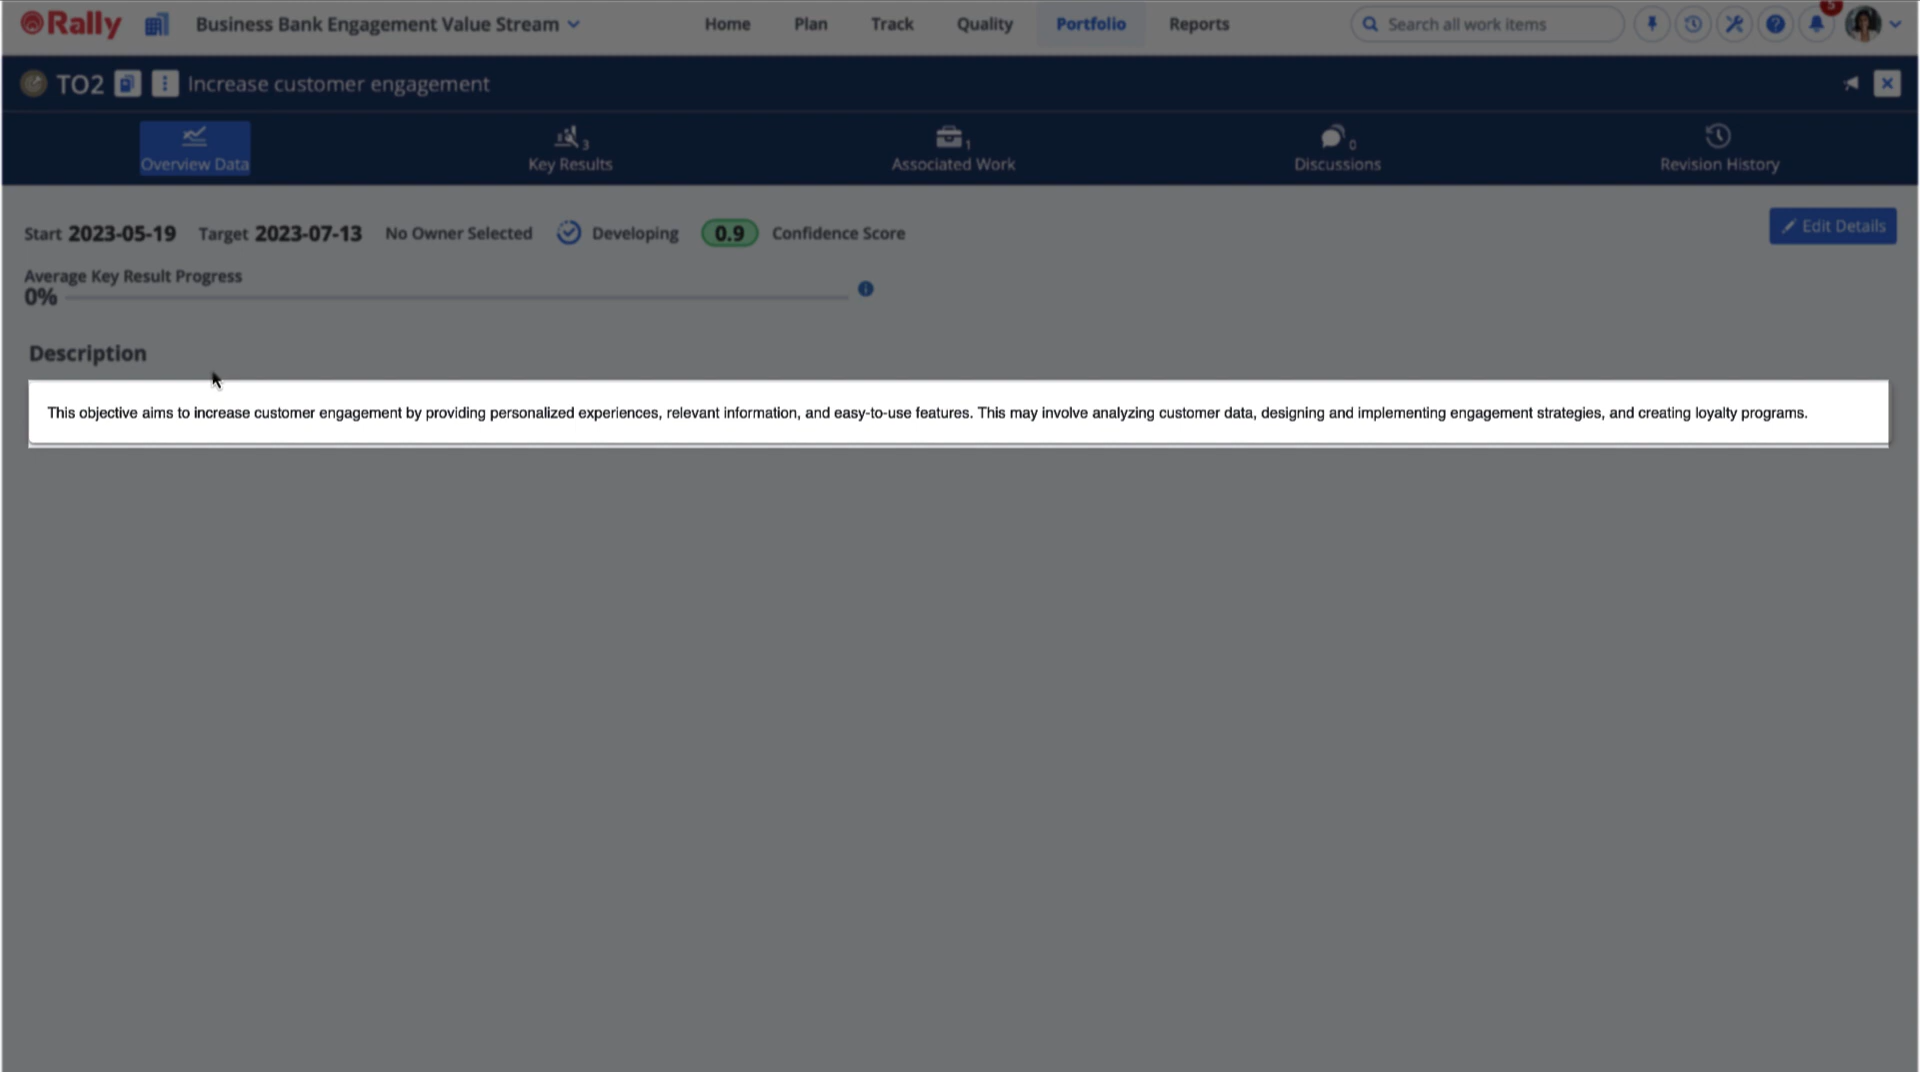 Rally Business Bank Engagement Value Stream Home Plan Track Quality Portfolio Reports Search all work items 5
TO2 Increase customer engagement
Overview Data Key Results 3 Associated Work 1 Discussions 0 Revision History
Start 2023-05-19 Target 2023-07-13 No Owner Selected Developing 0.9 Confidence Score Edit Details
Average Key Result Progress
0%
Description
This objective aims to increase customer engagement by providing personalized experiences, relevant information, and easy-to-use features. This may involve analyzing customer data, designing and implementing engagement strategies, and creating loyalty programs.